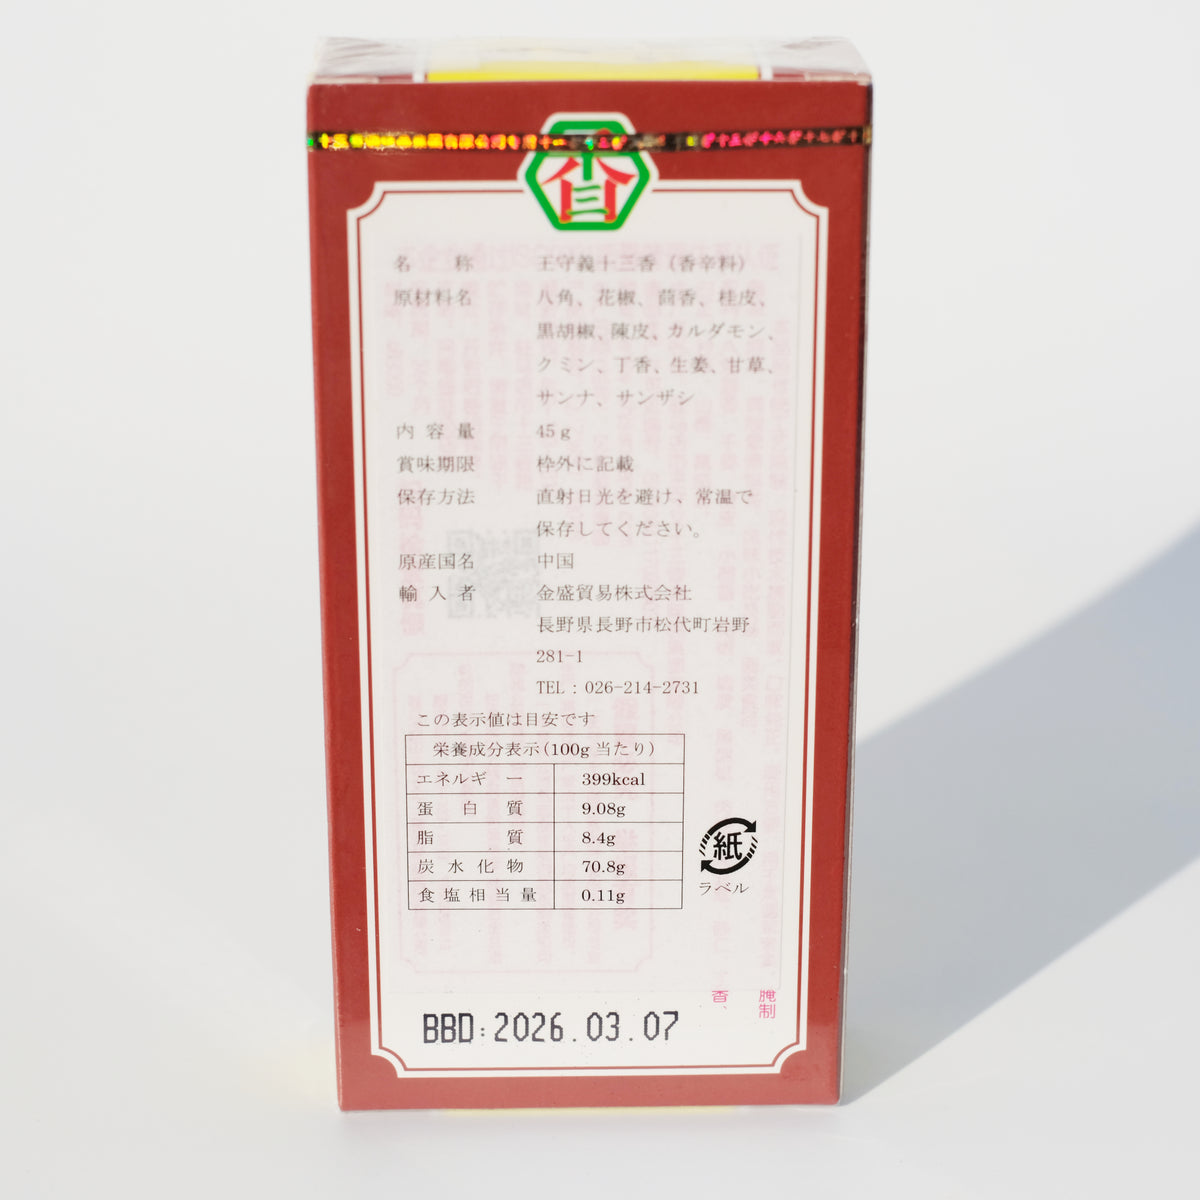 名 称 王守義十三香（香辛料）
原材料名 八角、花椒、茴香、桂皮、
黒胡椒、陳皮、カルダモン、
クミン、丁香、生姜、甘草、
サンナ、サンザシ
内容量 45g
賞味期限 枠外に記載
保存方法 直射日光を避け、常温で
保存してください。
原産国名 中国
輸入者 金盛貿易株式会社
長野県長野市松代町岩野
281-1
TEL：026-214-2731
この表示値は目安です
栄養成分表示（100g当たり）
エネルギー 399kcal
蛋白質 9.08g
脂質 8.4g
炭水化物 70.8g
食塩相当量 0.11g
紙
ラベル
腌制
香、
BBD:2026.03.07